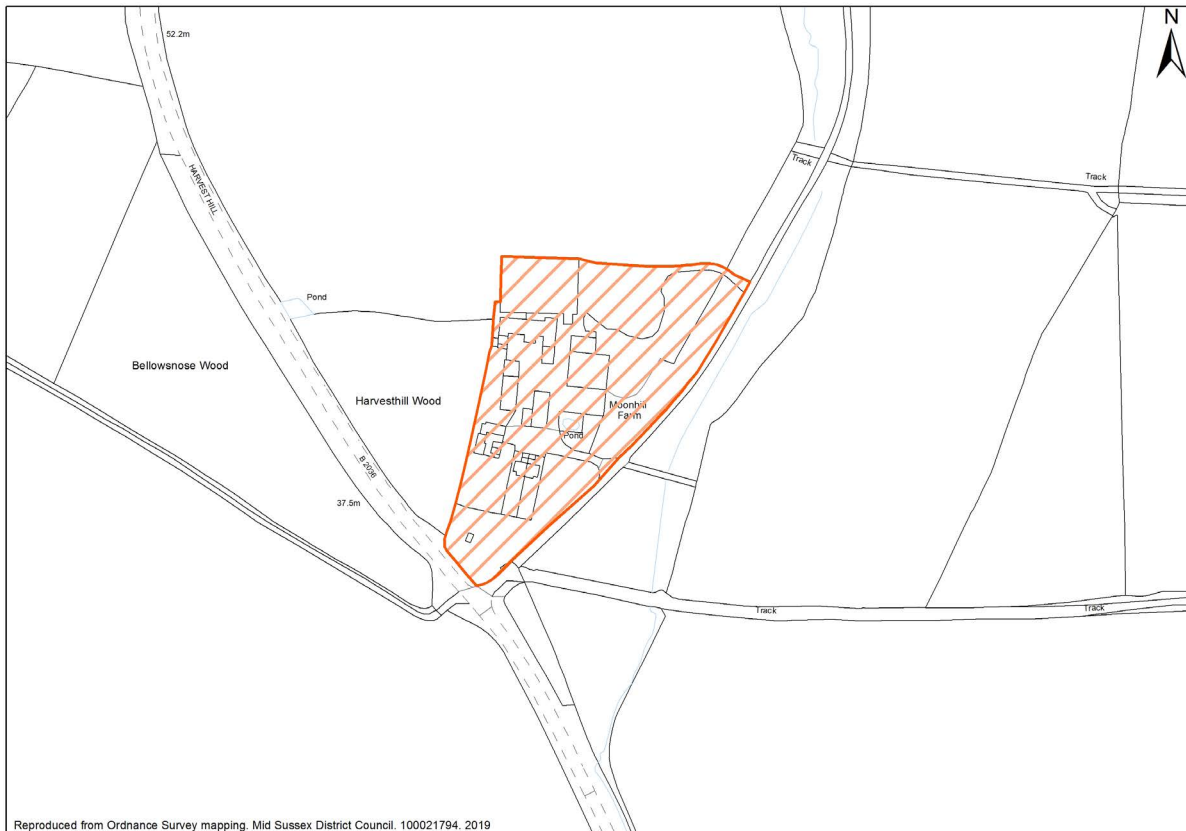 N
52.2m
HARVEST HILL
Track
Track
Pond
Bellowsnose Wood
Harvesthill Wood
Moonhill
Farm
Pond
B 2036
37.5m
Track
Track
Reproduced from Ordnance Survey mapping. Mid Sussex District Council. 100021794. 2019